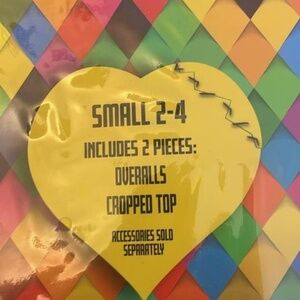 SMALL 2-4
INCLUDES 2 PIECES:
OVERALLS
CROPPED TOP
ACCESSORIES SOLD
SEPARATELY